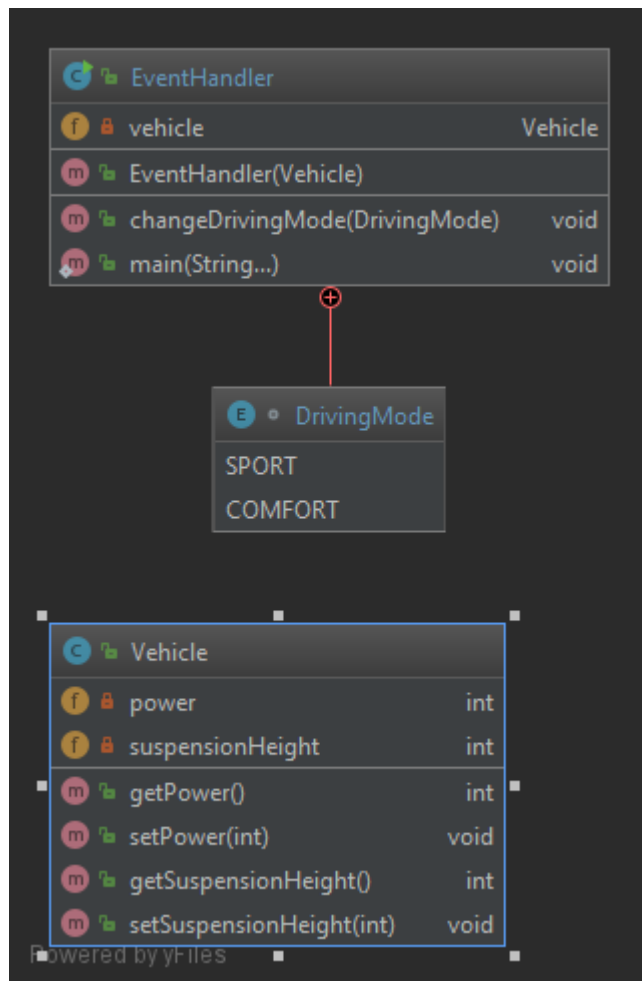 EventHandler
vehicle Vehicle
EventHandler(Vehicle)
changeDrivingMode(DrivingMode) void
main(String...) void
DrivingMode
SPORT
COMFORT
Vehicle
power int
suspensionHeight int
getPower() int
setPower(int) void
getSuspensionHeight() int
setSuspensionHeight(int) void
Powered by yFiles